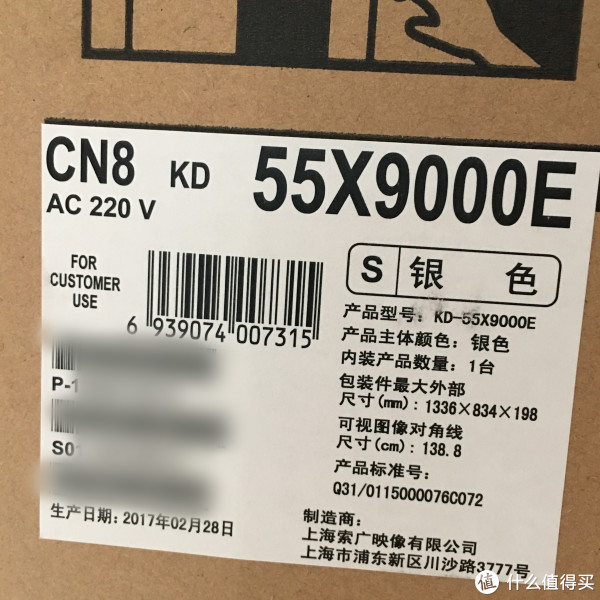 CN8 KD 55X9000E
AC 220 V
FOR
CUSTOMER
USE
6 939074 007315
S 银 色
产品型号: KD-55X9000E
产品主体颜色: 银色
内装产品数量: 1台
包装件最大外部
尺寸(mm): 1336×834×198
可视图像对角线
尺寸(cm): 138.8
产品标准号:
Q31/0115000076C072
P-1
S01
生产日期: 2017年02月28日
制造商:
上海索广映像有限公司
上海市浦东新区川沙路3777号
值 什么值得买